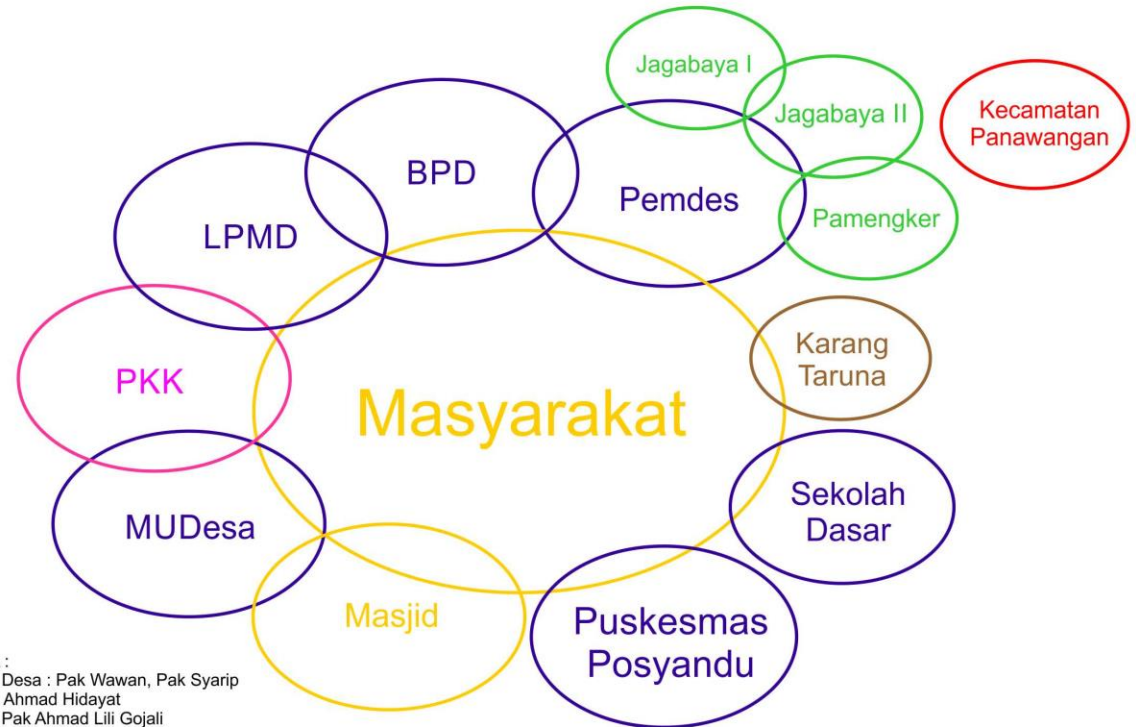 Jagabaya I
Jagabaya II
Kecamatan
Panawangan
BPD
Pemdes
LPMD
Pamengker
Karang
Taruna
PKK
Masyarakat
Sekolah
Dasar
MUDesa
Masjid
Puskesmas
Posyandu
:
Desa : Pak Wawan, Pak Syarip
Ahmad Hidayat
Pak Ahmad Lili Gojali